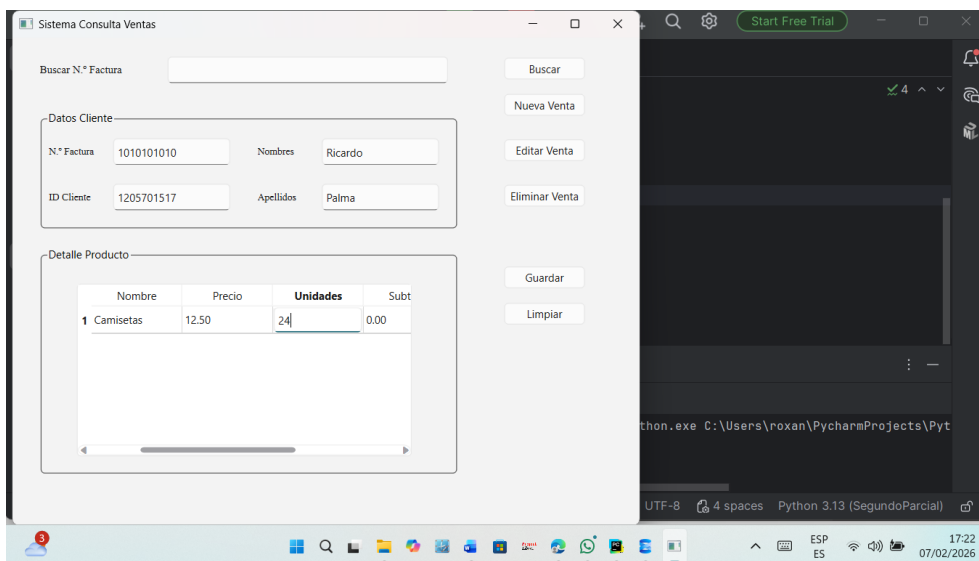 Sistema Consulta Ventas
Start Free Trial
Buscar N.° Factura
Buscar
4
Nueva Venta
Datos Cliente
N.° Factura 1010101010 Nombres Ricardo
Editar Venta
ID Cliente 1205701517 Apellidos Palma
Eliminar Venta
Detalle Producto
Guardar
Nombre Precio Unidades Subt
1 Camisetas 12.50 24 0.00
Limpiar
thon.exe C:\Users\roxan\PycharmProjects\Pyt
UTF-8 4 spaces Python 3.13 (SegundoParcial)
3
ESP
ES
17:22
07/02/2026